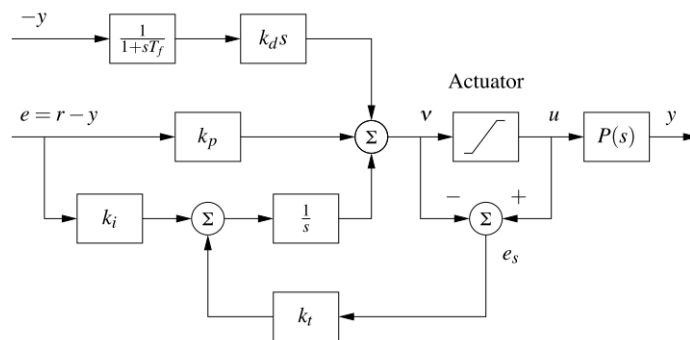 −y
1/(1+sT_f)
k_d s
Actuator
e = r − y
k_p
Σ
ν
u
P(s)
y
k_i
Σ
1/s
− Σ +
e_s
k_t